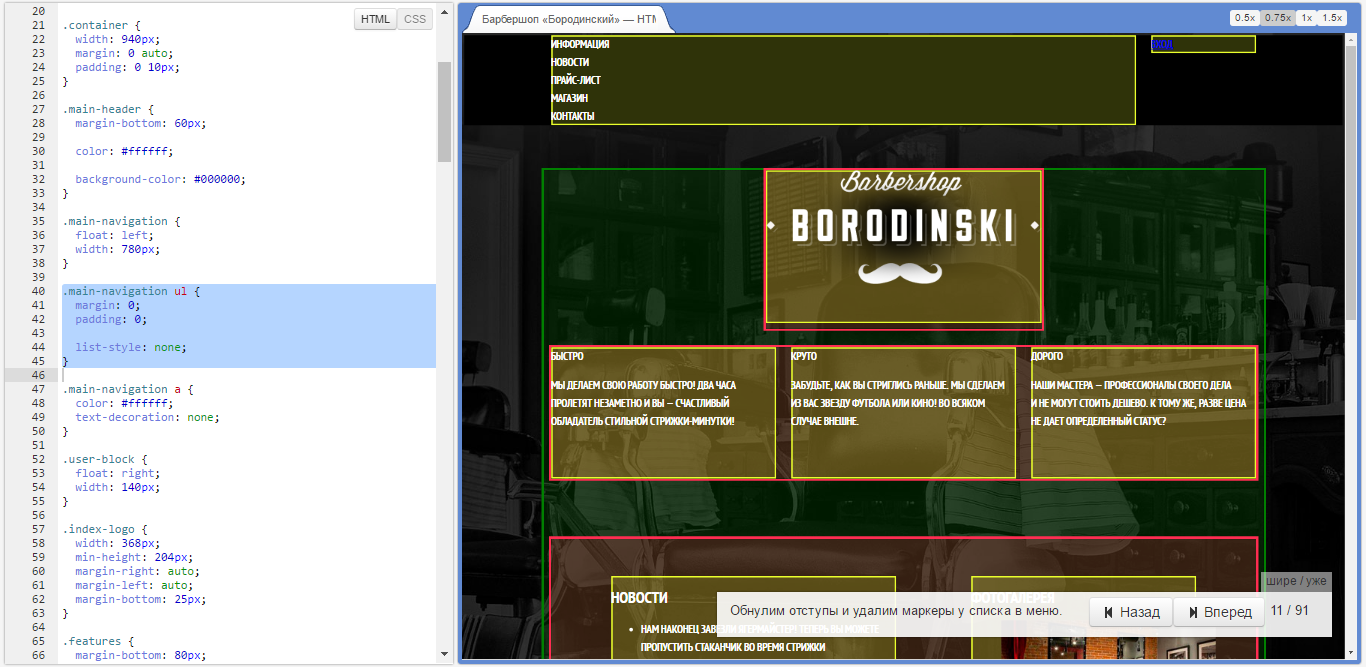 HTML
CSS
20
21 .container {
22 width: 940px;
23 margin: 0 auto;
24 padding: 0 10px;
25 }
26
27 .main-header {
28 margin-bottom: 60px;
29
30 color: #ffffff;
31
32 background-color: #000000;
33 }
34
35 .main-navigation {
36 float: left;
37 width: 780px;
38 }
39
40 .main-navigation ul {
41 margin: 0;
42 padding: 0;
43
44 list-style: none;
45 }
46
47 .main-navigation a {
48 color: #ffffff;
49 text-decoration: none;
50 }
51
52 .user-block {
53 float: right;
54 width: 140px;
55 }
56
57 .index-logo {
58 width: 368px;
59 min-height: 204px;
60 margin-right: auto;
61 margin-left: auto;
62 margin-bottom: 25px;
63 }
64
65 .features {
66 margin-bottom: 80px;
Барбершоп «Бородинский» — HTM
0.5x 0.75x 1x 1.5x
ИНФОРМАЦИЯ
НОВОСТИ
ПРАЙС-ЛИСТ
МАГАЗИН
КОНТАКТЫ
ВХОД
Barbershop
BORODINSKI
БЫСТРО
МЫ ДЕЛАЕМ СВОЮ РАБОТУ БЫСТРО! ДВА ЧАСА
ПРОЛЕТЯТ НЕЗАМЕТНО И ВЫ — СЧАСТЛИВЫЙ
ОБЛАДАТЕЛЬ СТИЛЬНОЙ СТРИЖКИ-МИНУТКИ!
КРУТО
ЗАБУДЬТЕ, КАК ВЫ СТРИГЛИСЬ РАНЬШЕ. МЫ СДЕЛАЕМ
ИЗ ВАС ЗВЕЗДУ ФУТБОЛА ИЛИ КИНО! ВО ВСЯКОМ
СЛУЧАЕ ВНЕШНЕ.
ДОРОГО
НАШИ МАСТЕРА — ПРОФЕССИОНАЛЫ СВОЕГО ДЕЛА
И НЕ МОГУТ СТОИТЬ ДЕШЕВО. К ТОМУ ЖЕ, РАЗВЕ ЦЕНА
НЕ ДАЕТ ОПРЕДЕЛЕННЫЙ СТАТУС?
НОВОСТИ
НАМ НАКОНЕЦ ЗАВЕЗЛИ ЯГЕРМАЙСТЕР! ТЕПЕРЬ ВЫ МОЖЕТЕ
ПРОПУСТИТЬ СТАКАНЧИК ВО ВРЕМЯ СТРИЖКИ
ФОТОГАЛЕРЕЯ
шире / уже
Обнулим отступы и удалим маркеры у списка в меню.
Назад
Вперед
11 / 91